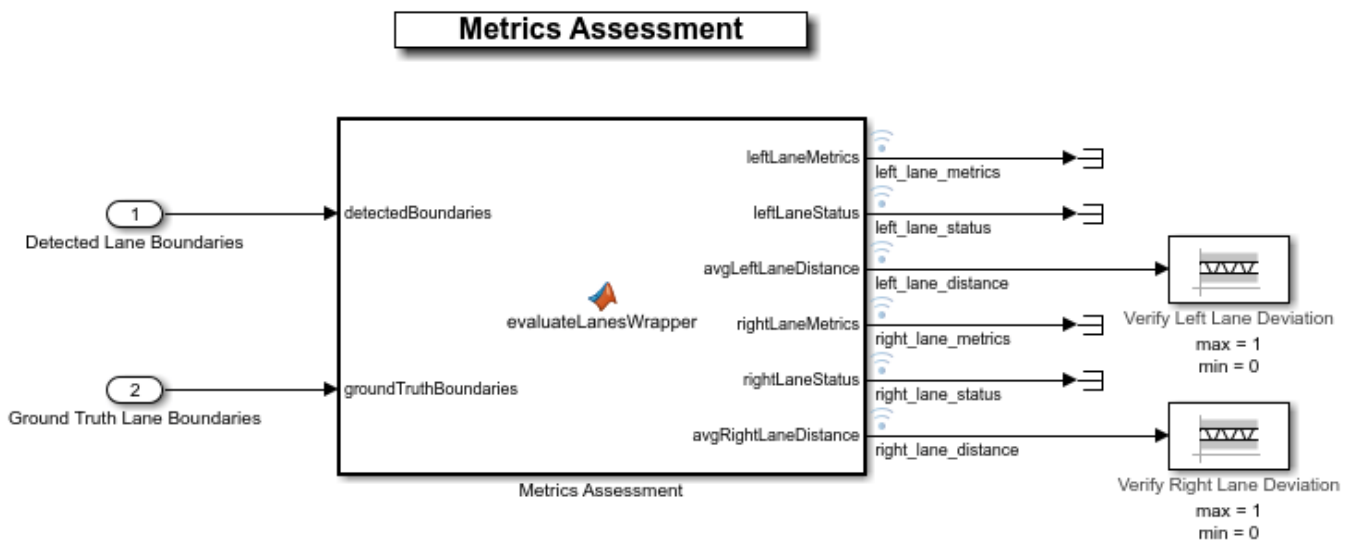 Metrics Assessment
1
Detected Lane Boundaries
2
Ground Truth Lane Boundaries
detectedBoundaries
groundTruthBoundaries
evaluateLanesWrapper
leftLaneMetrics
leftLaneStatus
avgLeftLaneDistance
rightLaneMetrics
rightLaneStatus
avgRightLaneDistance
Metrics Assessment
left_lane_metrics
left_lane_status
left_lane_distance
right_lane_metrics
right_lane_status
right_lane_distance
Verify Left Lane Deviation
max = 1
min = 0
Verify Right Lane Deviation
max = 1
min = 0